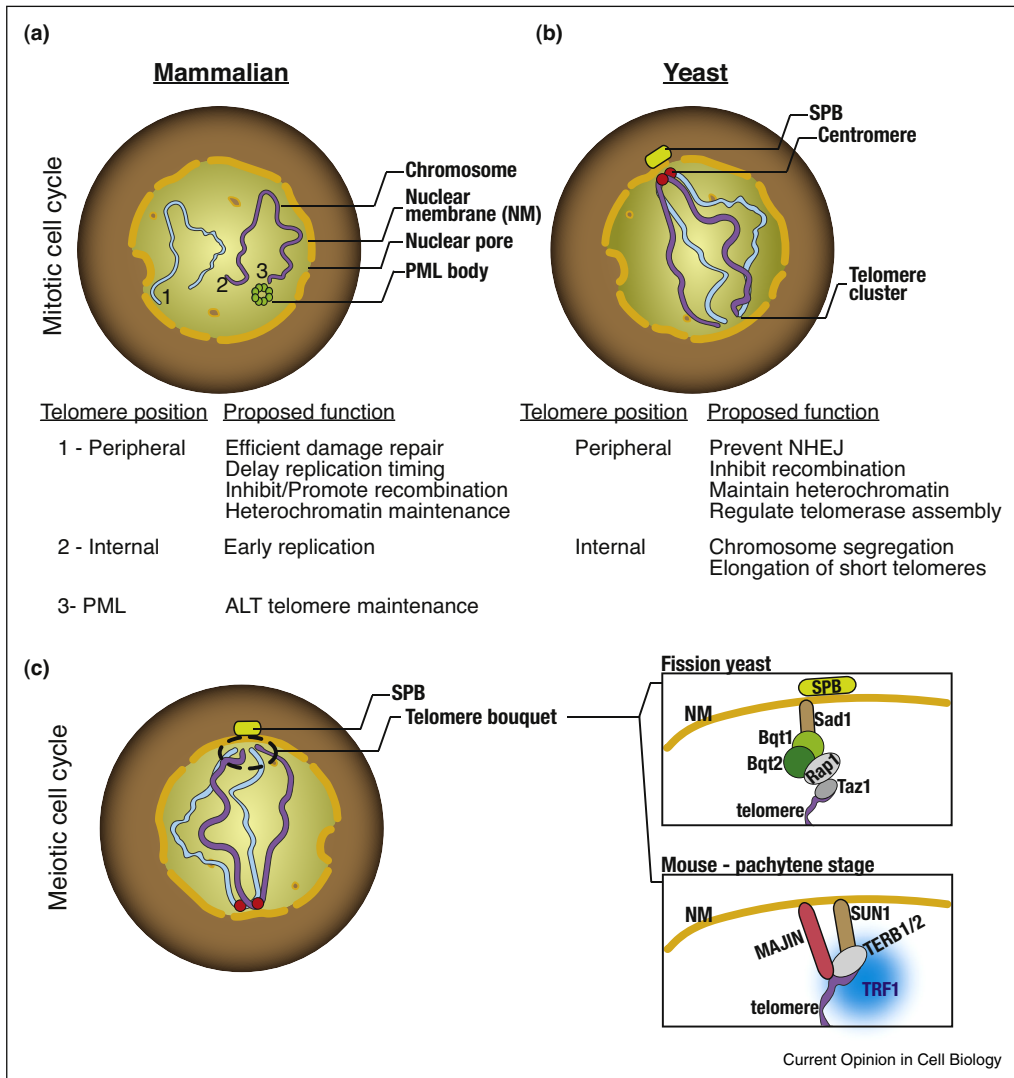 (a)
Mammalian
Mitotic cell cycle
Chromosome
Nuclear
membrane (NM)
Nuclear pore
PML body
1
2
3
Telomere position Proposed function
1 - Peripheral Efficient damage repair
Delay replication timing
Inhibit/Promote recombination
Heterochromatin maintenance
2 - Internal Early replication
3- PML ALT telomere maintenance
(b)
Yeast
SPB
Centromere
Telomere
cluster
Telomere position Proposed function
Peripheral Prevent NHEJ
Inhibit recombination
Maintain heterochromatin
Regulate telomerase assembly
Internal Chromosome segregation
Elongation of short telomeres
(c)
Meiotic cell cycle
SPB
Telomere bouquet
Fission yeast
SPB
NM
Sad1
Bqt1
Bqt2
Rap1
Taz1
telomere
Mouse - pachytene stage
NM
SUN1
MAJIN
TERB1/2
TRF1
telomere
Current Opinion in Cell Biology